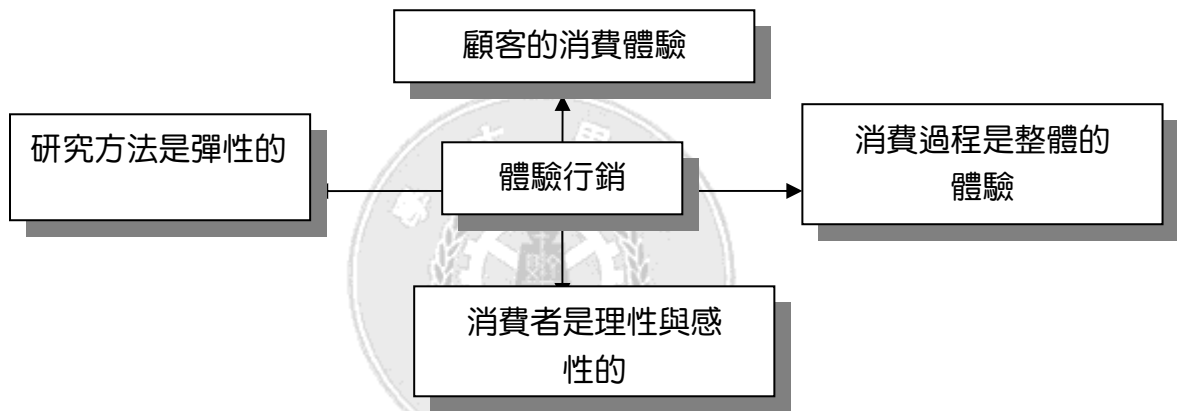 顧客的消費體驗
研究方法是彈性的
體驗行銷
消費過程是整體的
體驗
消費者是理性與感
性的